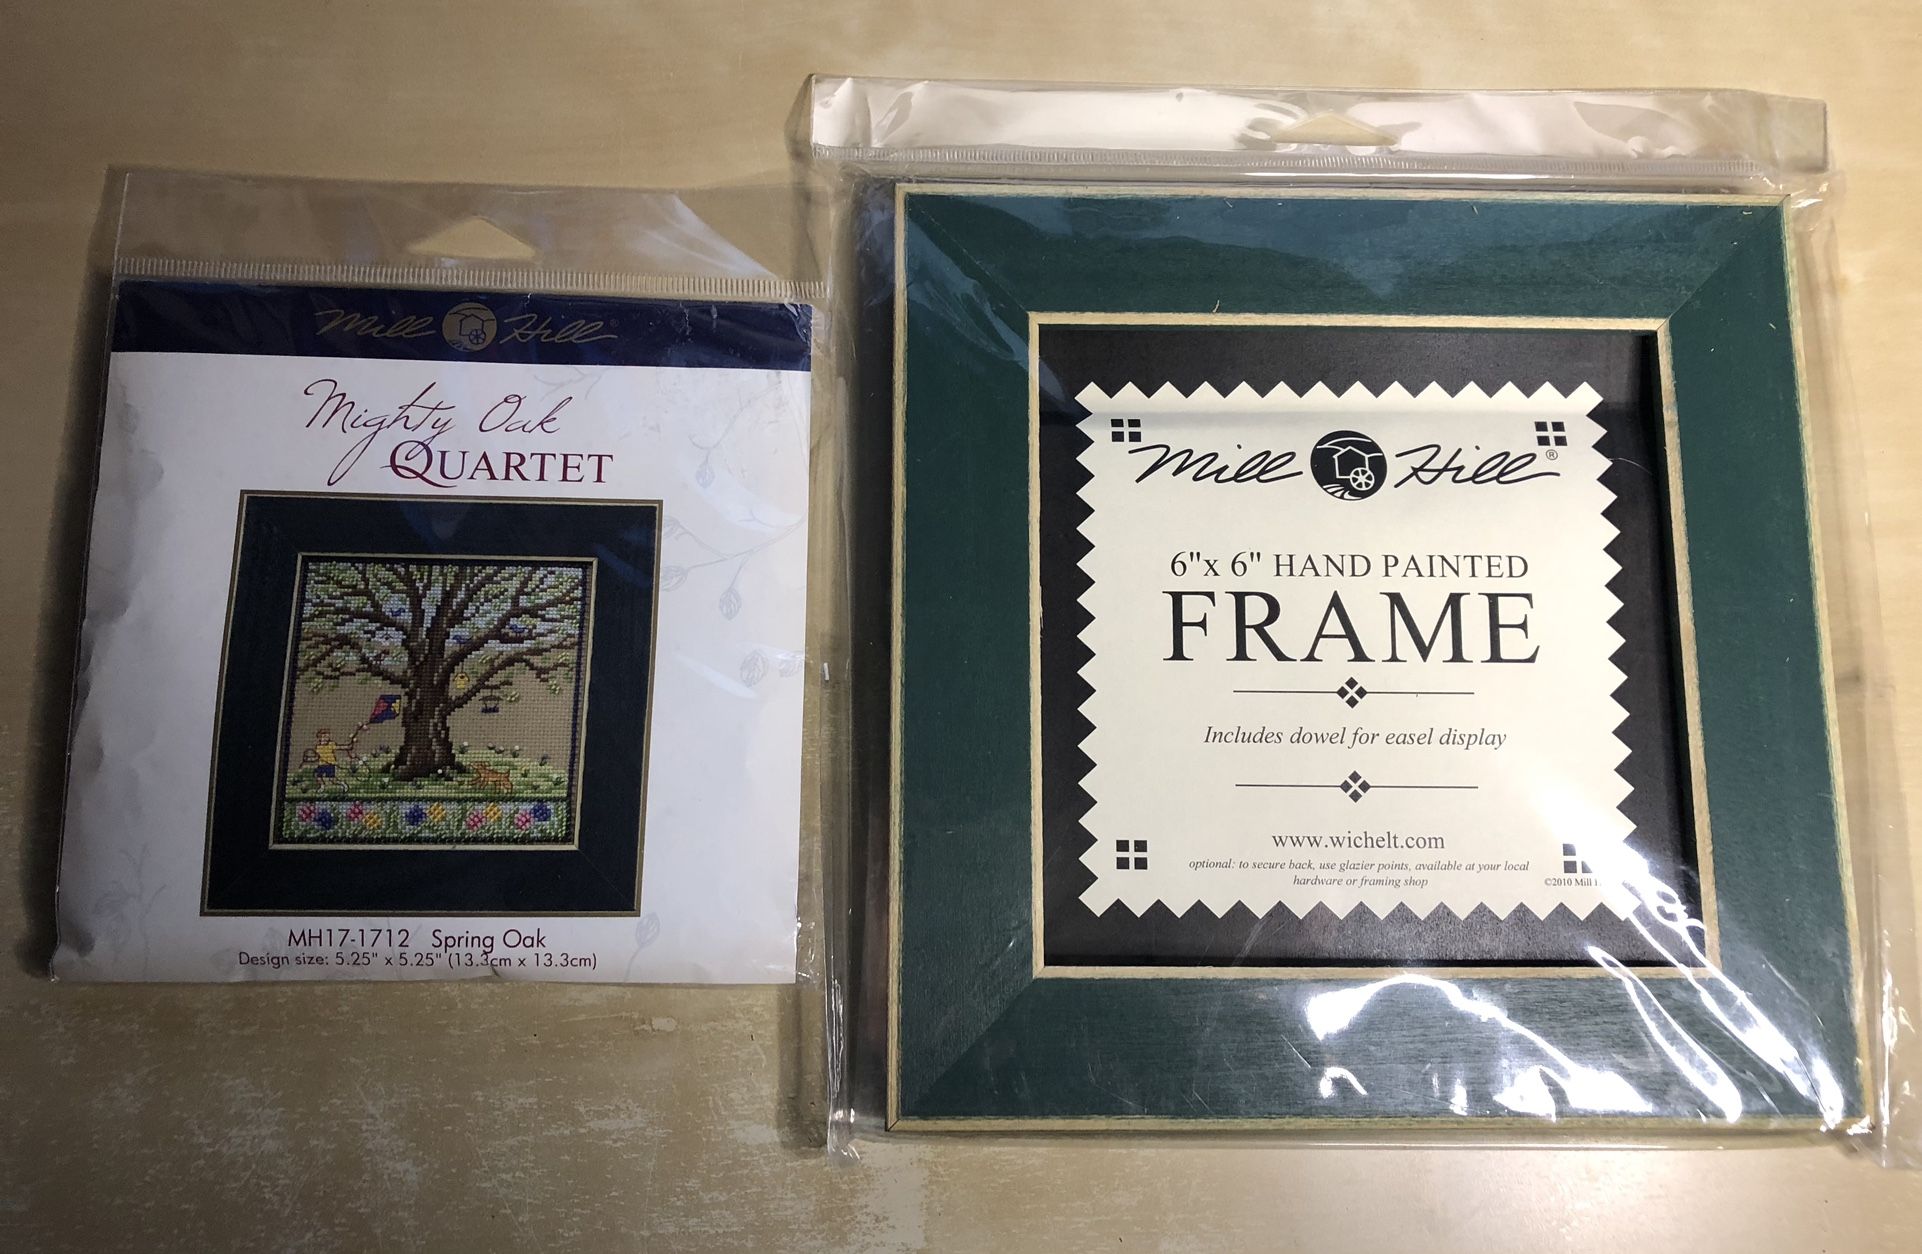 Mill Hill®
Mighty Oak
QUARTET
MH17-1712 Spring Oak
Design size: 5.25" x 5.25" (13.3cm x 13.3cm)
Mill Hill®
6"x 6" HAND PAINTED
FRAME
Includes dowel for easel display
www.wichelt.com
optional: to secure back, use glazier points, available at your local
hardware or framing shop
©2010 Mill